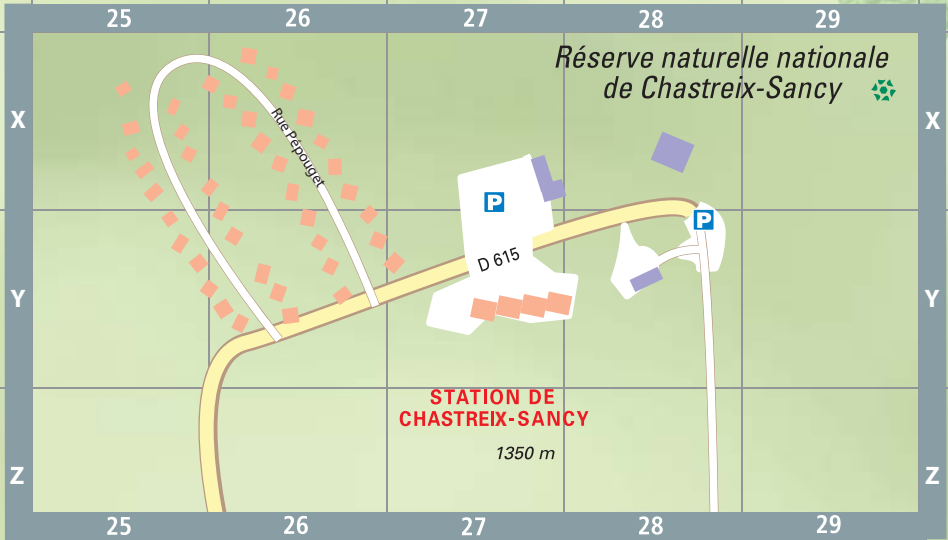 25 26 27 28 29
Réserve naturelle nationale
de Chastreix-Sancy
X X
Rue Pépouget
P
P
D 615
Y Y
STATION DE
CHASTREIX-SANCY
1350 m
Z Z
25 26 27 28 29